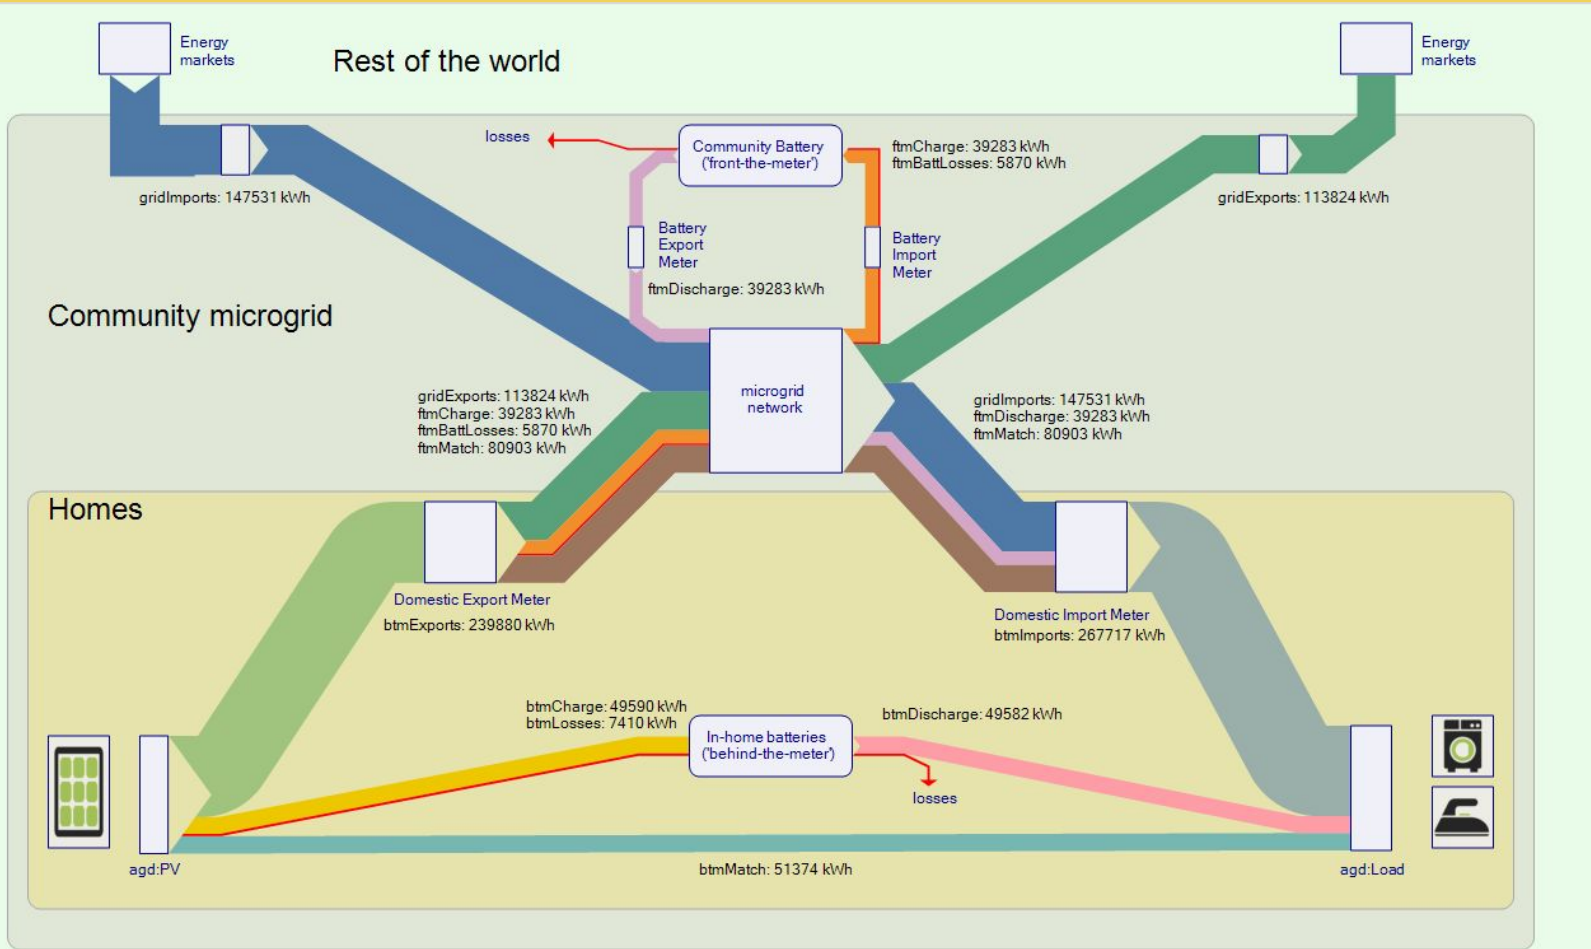 Energy
markets
Rest of the world
Energy
markets
losses
Community Battery
('front-the-meter')
ftmCharge: 39283 kWh
ftmBattLosses: 5870 kWh
gridImports: 147531 kWh
gridExports: 113824 kWh
Battery
Export
Meter
Battery
Import
Meter
ftmDischarge: 39283 kWh
Community microgrid
microgrid
network
gridExports: 113824 kWh
ftmCharge: 39283 kWh
ftmBattLosses: 5870 kWh
ftmMatch: 80903 kWh
gridImports: 147531 kWh
ftmDischarge: 39283 kWh
ftmMatch: 80903 kWh
Homes
Domestic Export Meter
btmExports: 239880 kWh
Domestic Import Meter
btmImports: 267717 kWh
btmCharge: 49590 kWh
btmLosses: 7410 kWh
In-home batteries
('behind-the-meter')
btmDischarge: 49582 kWh
losses
agd:PV
btmMatch: 51374 kWh
agd:Load